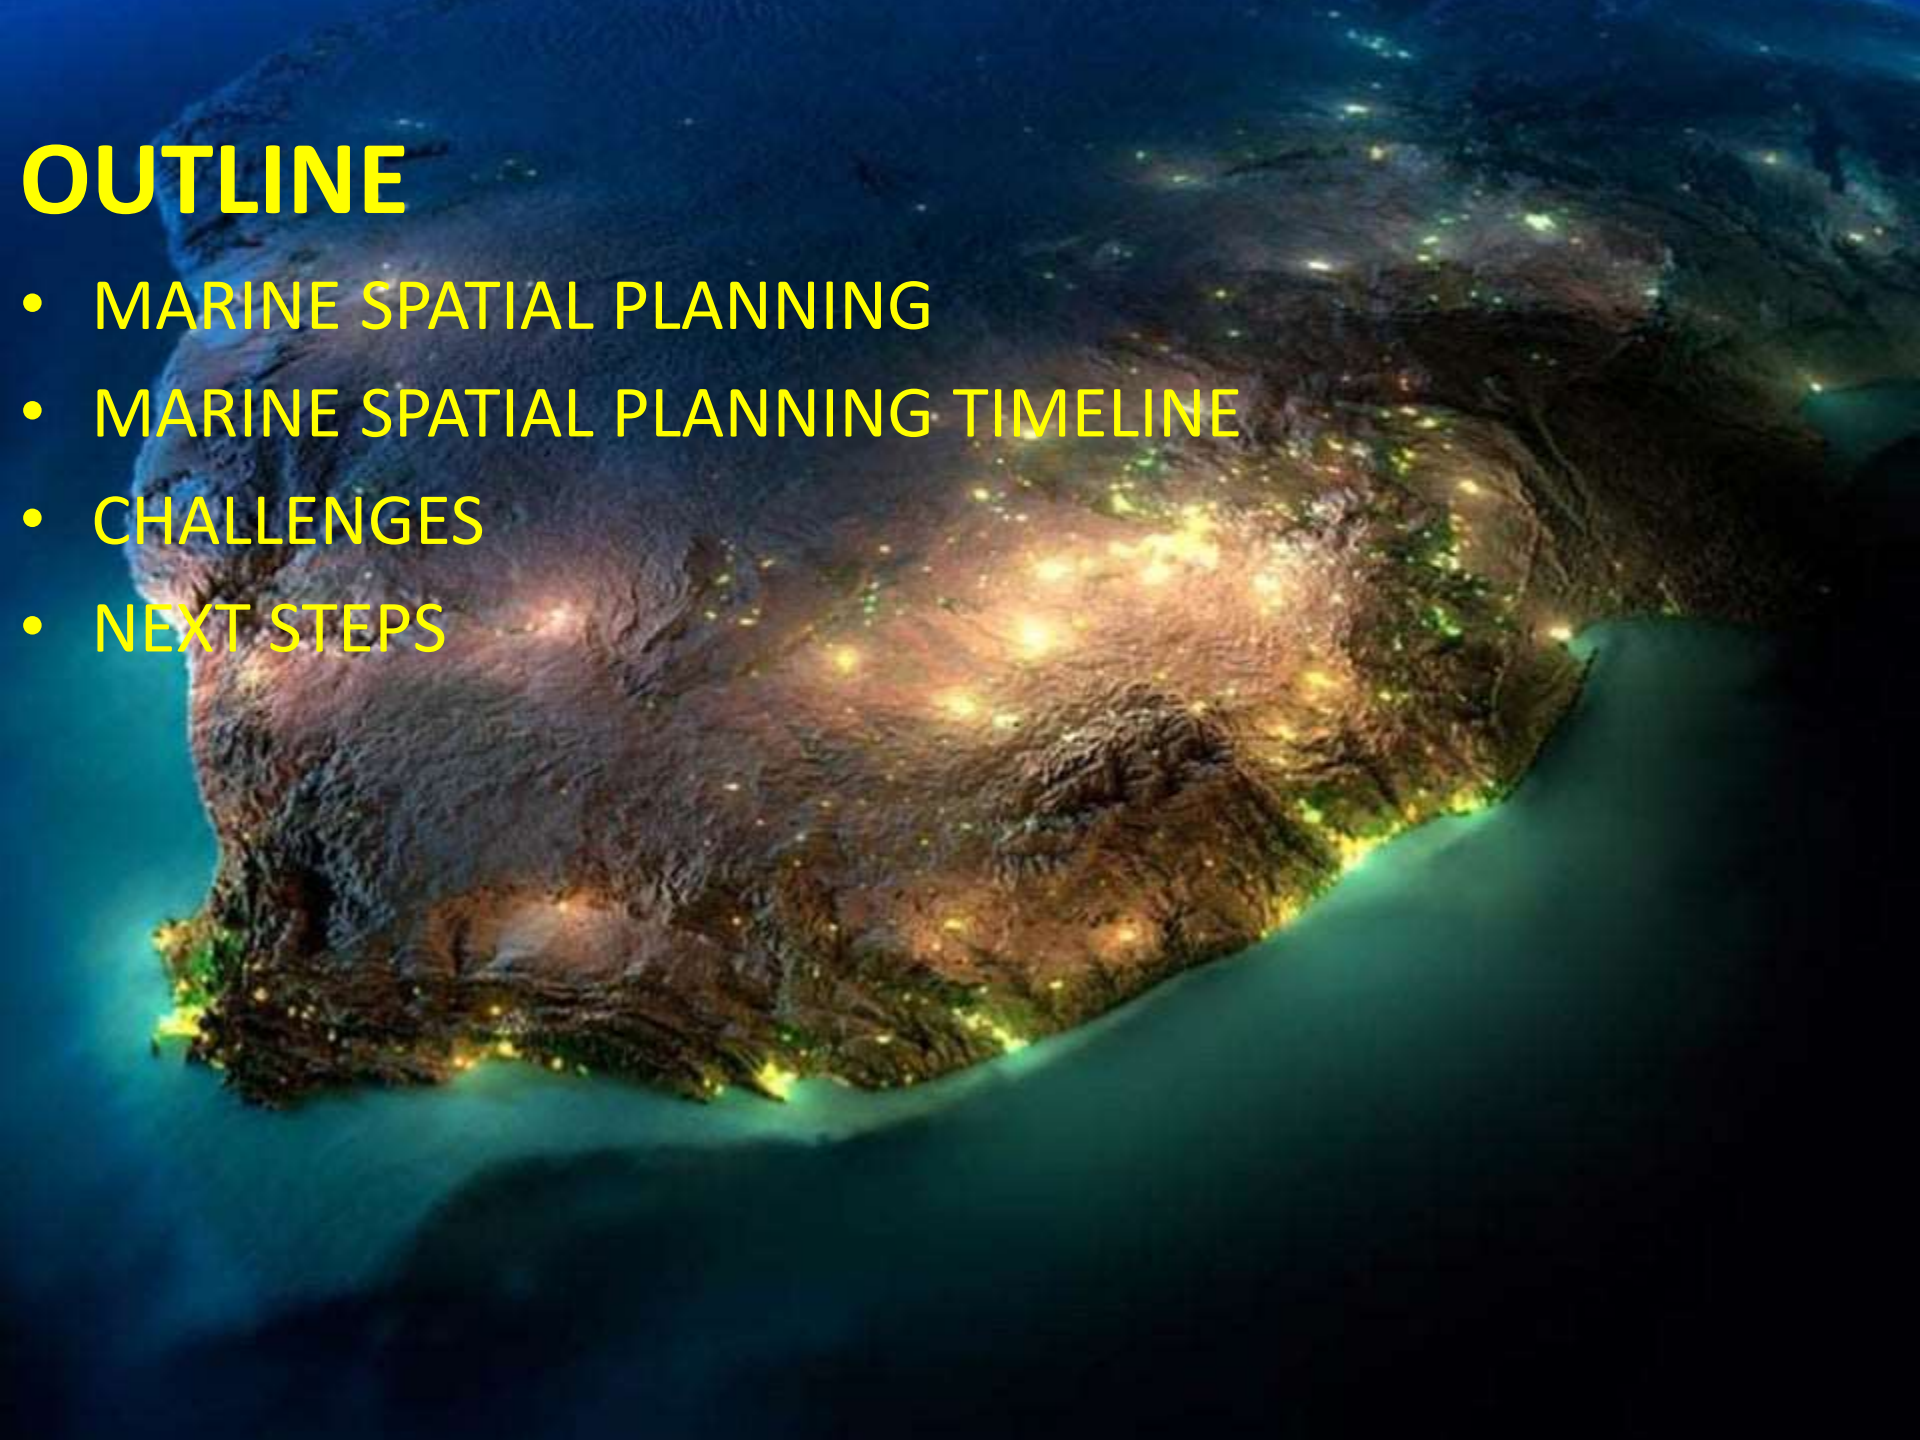 OUTLINE
• MARINE SPATIAL PLANNING
• MARINE SPATIAL PLANNING TIMELINE
• CHALLENGES
• NEXT STEPS